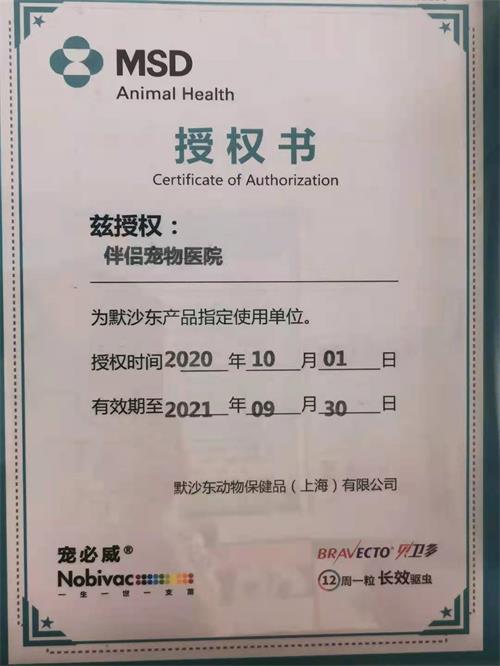 MSD
Animal Health
授权书
Certificate of Authorization
兹授权：
伴侣宠物医院
为默沙东产品指定使用单位。
授权时间2020年10月01日
有效期至2021年09月30日
默沙东动物保健品（上海）有限公司
宠必威®
Nobivac
一生一世一支苗
BRAVECTO® 贝卫多
12周一粒 长效驱虫